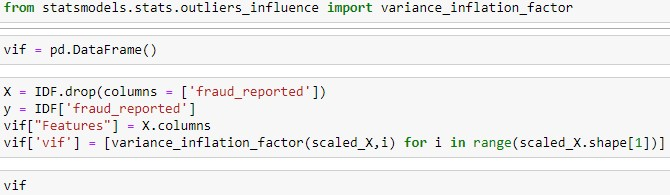 from statsmodels.stats.outliers_influence import variance_inflation_factor
vif = pd.DataFrame()
X = IDF.drop(columns = ['fraud_reported'])
y = IDF['fraud_reported']
vif["Features"] = X.columns
vif['vif'] = [variance_inflation_factor(scaled_X,i) for i in range(scaled_X.shape[1])]
vif